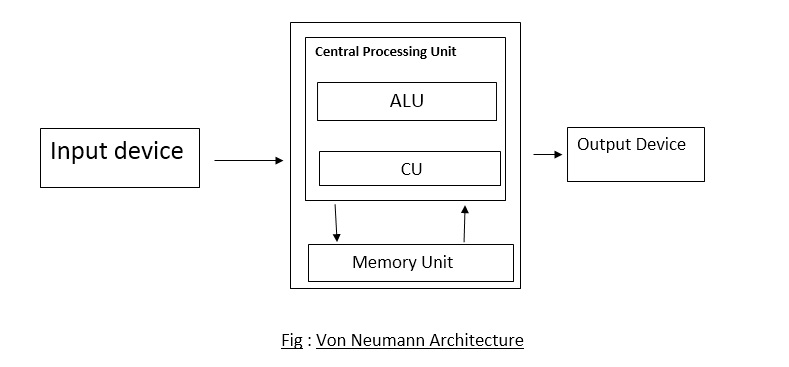 Central Processing Unit
ALU
Input device
CU
Output Device
Memory Unit
Fig : Von Neumann Architecture